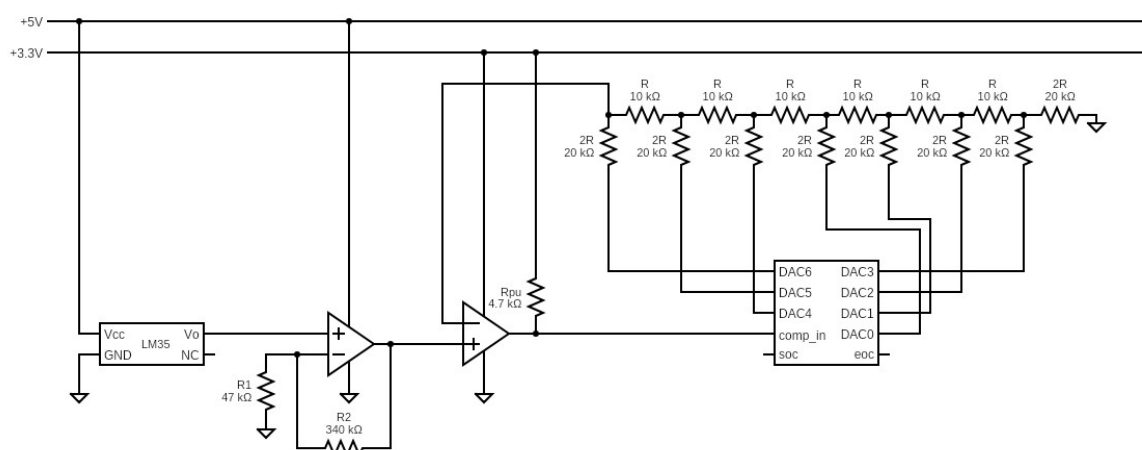 +5V
+3.3V
R
10 kΩ
R
10 kΩ
R
10 kΩ
R
10 kΩ
R
10 kΩ
R
10 kΩ
2R
20 kΩ
2R
20 kΩ
2R
20 kΩ
2R
20 kΩ
2R
20 kΩ
2R
20 kΩ
2R
20 kΩ
2R
20 kΩ
DAC6 DAC3
DAC5 DAC2
DAC4 DAC1
comp_in DAC0
soc eoc
Rpu
4.7 kΩ
Vcc Vo
LM35
GND NC
+
−
+
−
R1
47 kΩ
R2
340 kΩ